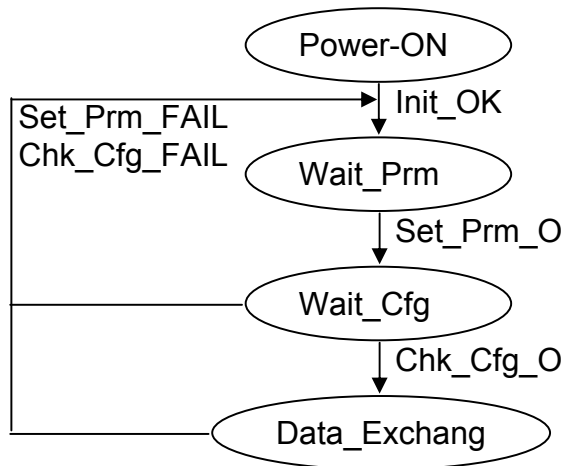 Power-ON
Init_OK
Set_Prm_FAIL
Chk_Cfg_FAIL
Wait_Prm
Set_Prm_O
Wait_Cfg
Chk_Cfg_O
Data_Exchang